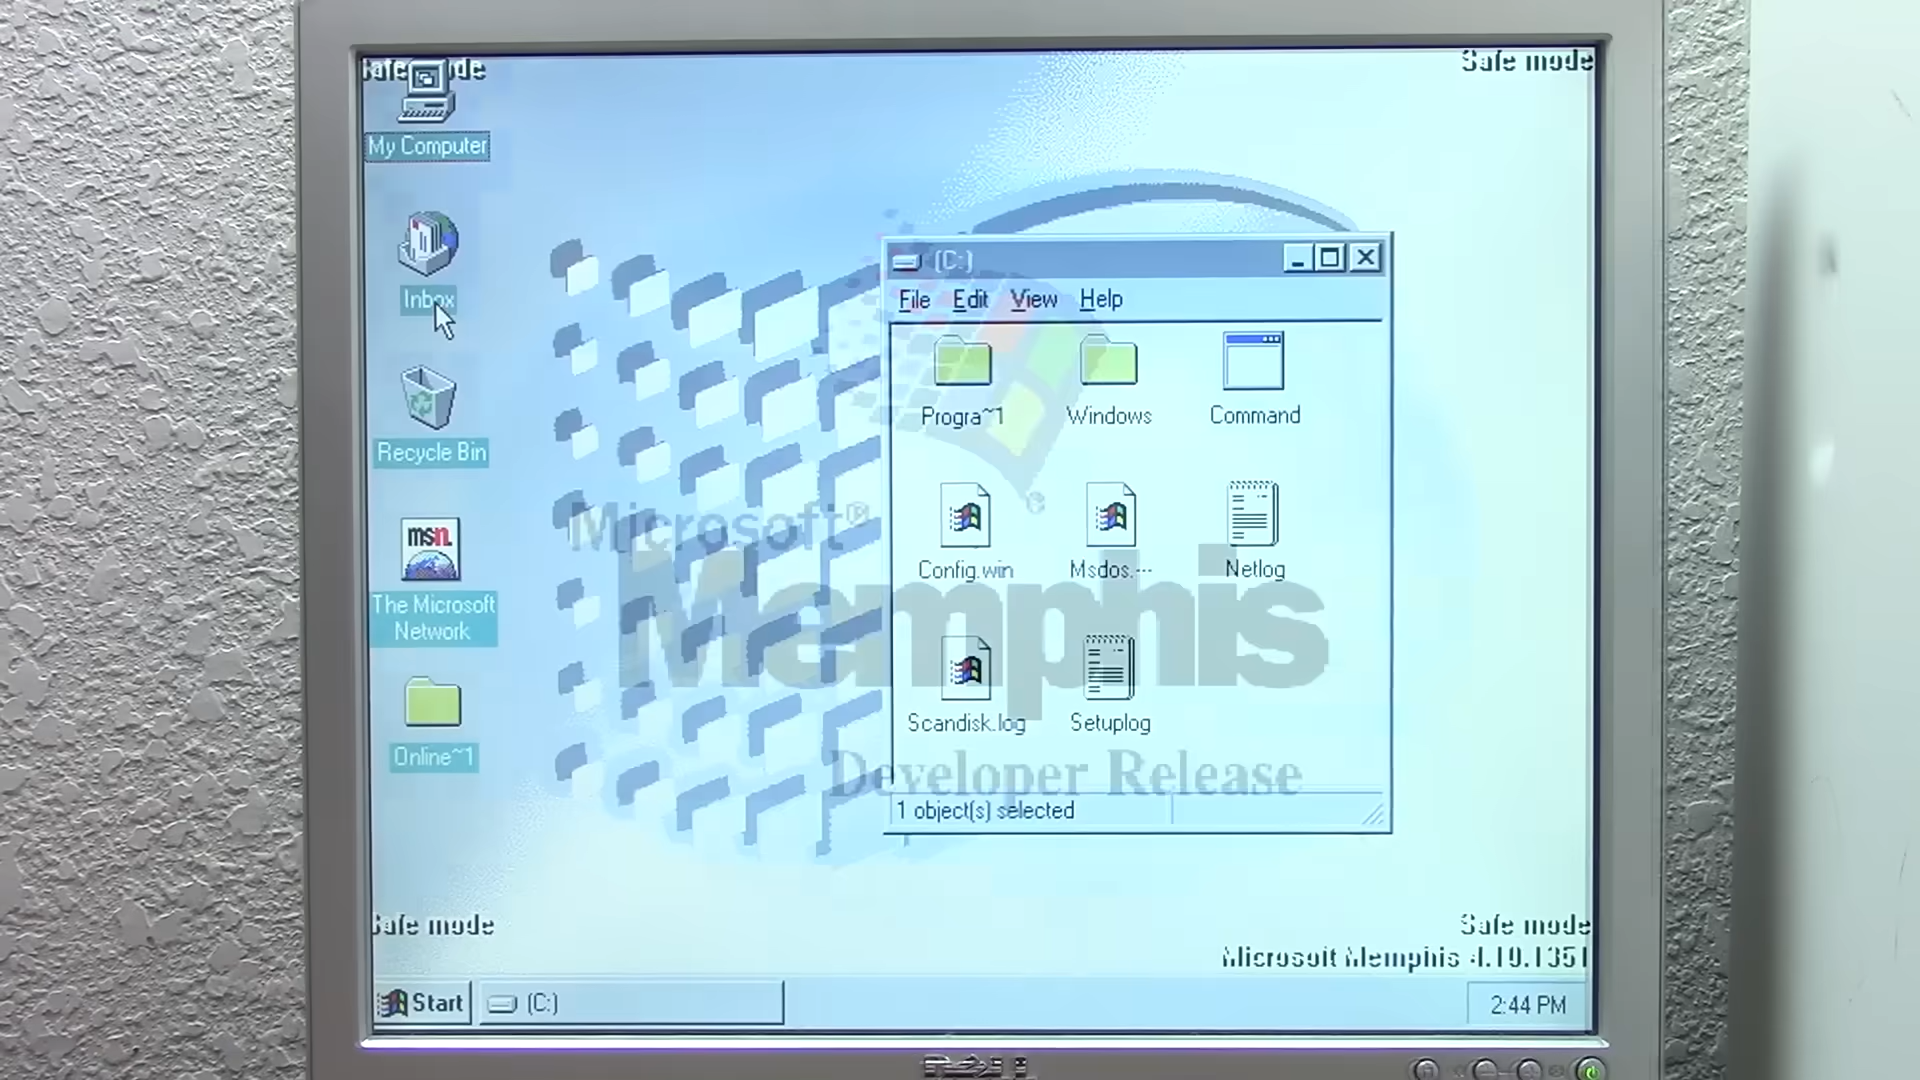 Safe mode
Safe mode
My Computer
Inbox
Recycle Bin
msn.
The Microsoft
Network
Online~1
(C:)
File Edit View Help
Progra~1 Windows Command
Config.win Msdos.--- Netlog
Scandisk.log Setuplog
1 object(s) selected
Microsoft®
Memphis
Developer Release
Safe mode
Safe mode
Microsoft Memphis 4.10.1351
Start (C:) 2:44 PM
DELL